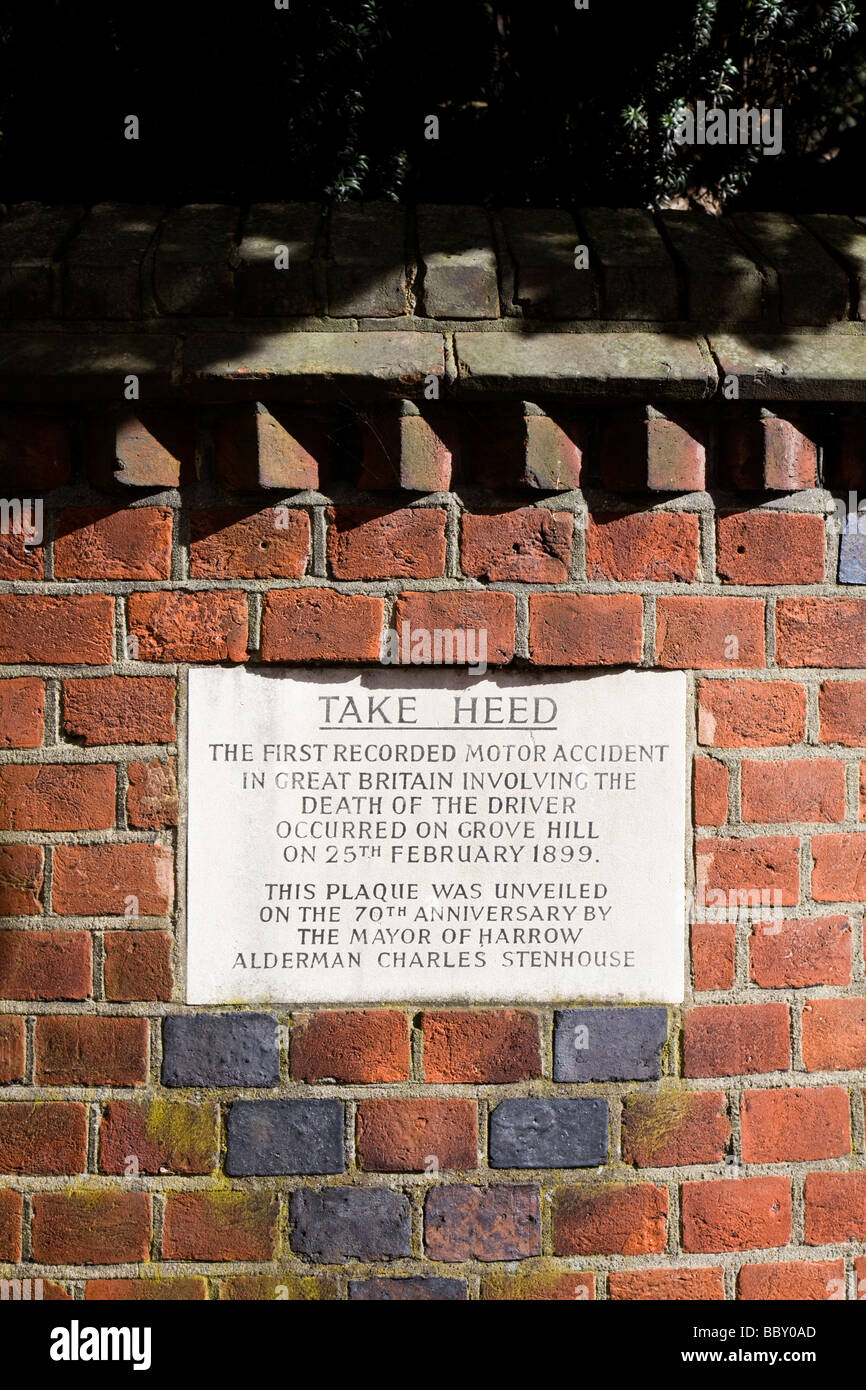 TAKE HEED
THE FIRST RECORDED MOTOR ACCIDENT
IN GREAT BRITAIN INVOLVING THE
DEATH OF THE DRIVER
OCCURRED ON GROVE HILL
ON 25TH FEBRUARY 1899.
THIS PLAQUE WAS UNVEILED
ON THE 70TH ANNIVERSARY BY
THE MAYOR OF HARROW
ALDERMAN CHARLES STENHOUSE
alamy
Image ID: BBY0AD
www.alamy.com